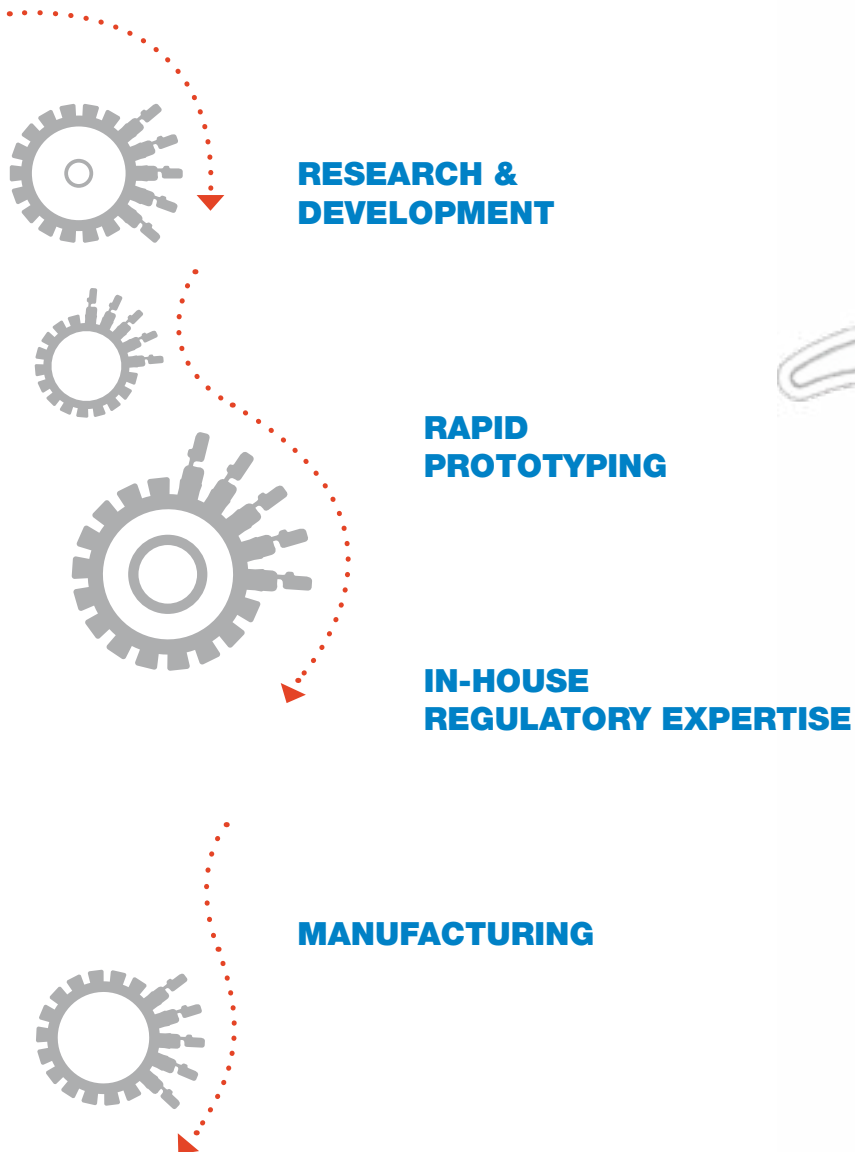 RESEARCH &
DEVELOPMENT
RAPID
PROTOTYPING
IN-HOUSE
REGULATORY EXPERTISE
MANUFACTURING